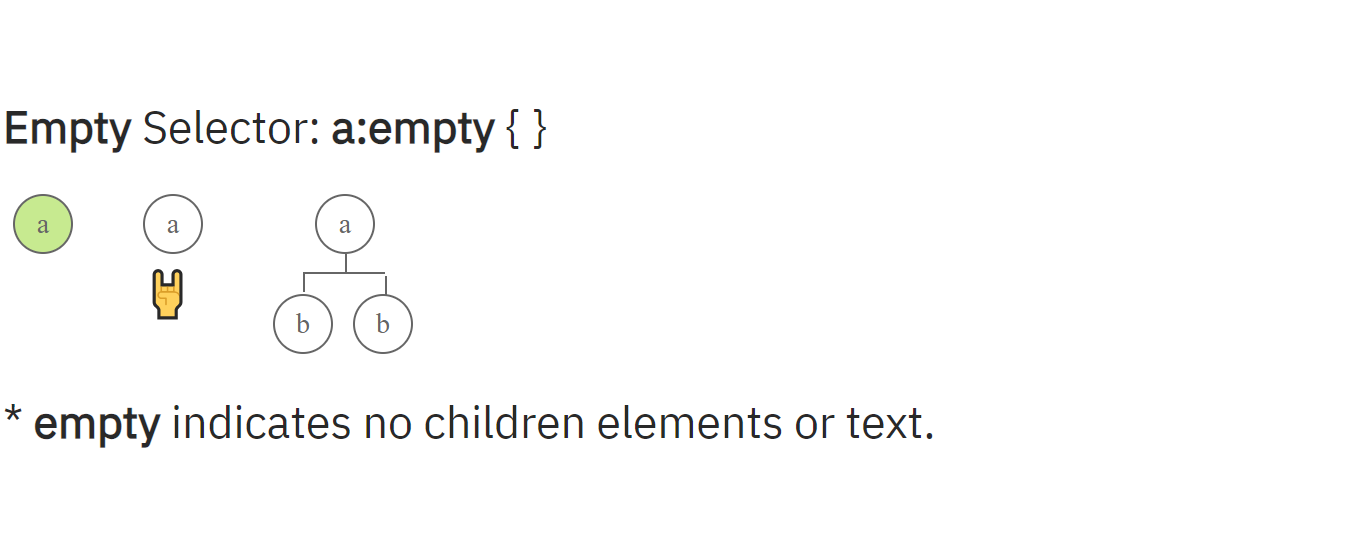 Empty Selector: a:empty { }
a a a
b b
* empty indicates no children elements or text.